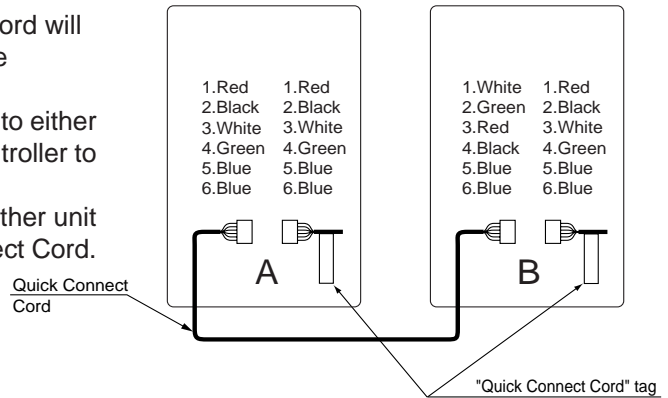 ord will
e
to either
troller to
ther unit
ect Cord.
1.Red
2.Black
3.White
4.Green
5.Blue
6.Blue
1.Red
2.Black
3.White
4.Green
5.Blue
6.Blue
A
1.White
2.Green
3.Red
4.Black
5.Blue
6.Blue
1.Red
2.Black
3.White
4.Green
5.Blue
6.Blue
B
Quick Connect
Cord
"Quick Connect Cord" tag